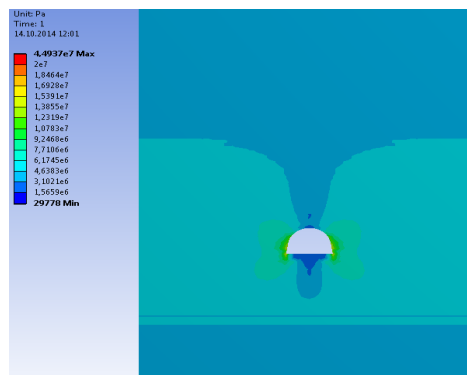 Unit: Pa
Time: 1
14.10.2014 12:01
4,4937e7 Max
2e7
1,8464e7
1,6928e7
1,5391e7
1,3855e7
1,2319e7
1,0783e7
9,2468e6
7,7106e6
6,1745e6
4,6383e6
3,1021e6
1,5659e6
29778 Min